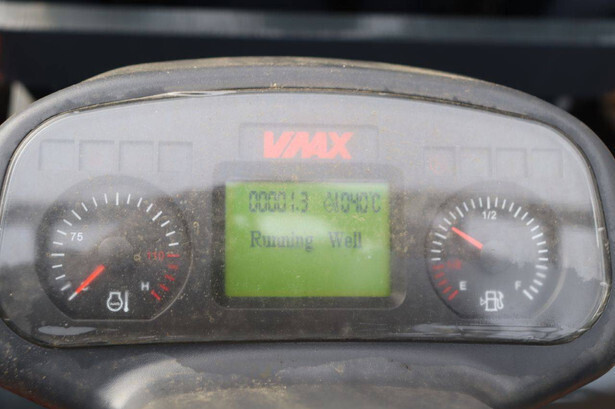 VMX
00001.3
Running Well
75
H
1/2
E
F